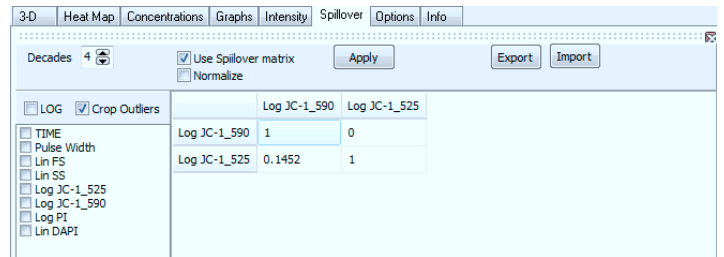 3-D Heat Map Concentrations Graphs Intensity Spillover Options Info
Decades 4 Use Spiilover matrix Apply Export Import
Normalize
LOG Crop Outliers Log JC-1_590 Log JC-1_525
Log JC-1_590 1 0
Log JC-1_525 0.1452 1
TIME
Pulse Width
Lin FS
Lin SS
Log JC-1_525
Log JC-1_590
Log PI
Lin DAPI